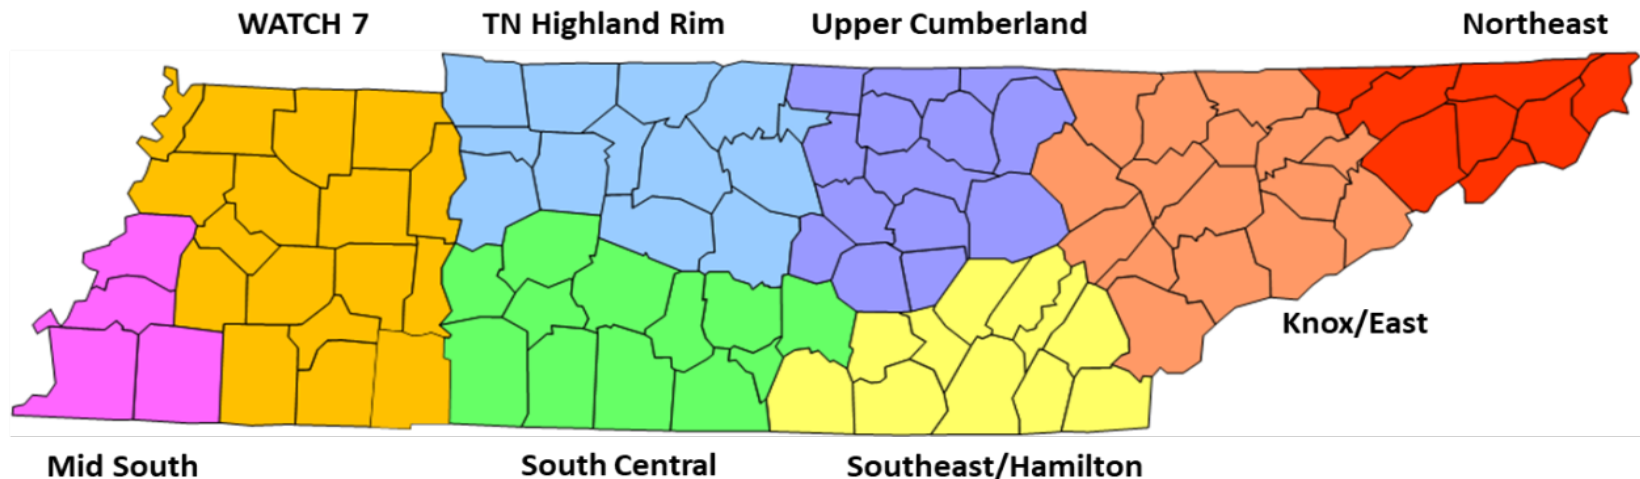 WATCH 7
TN Highland Rim
Upper Cumberland
Northeast
Knox/East
Mid South
South Central
Southeast/Hamilton